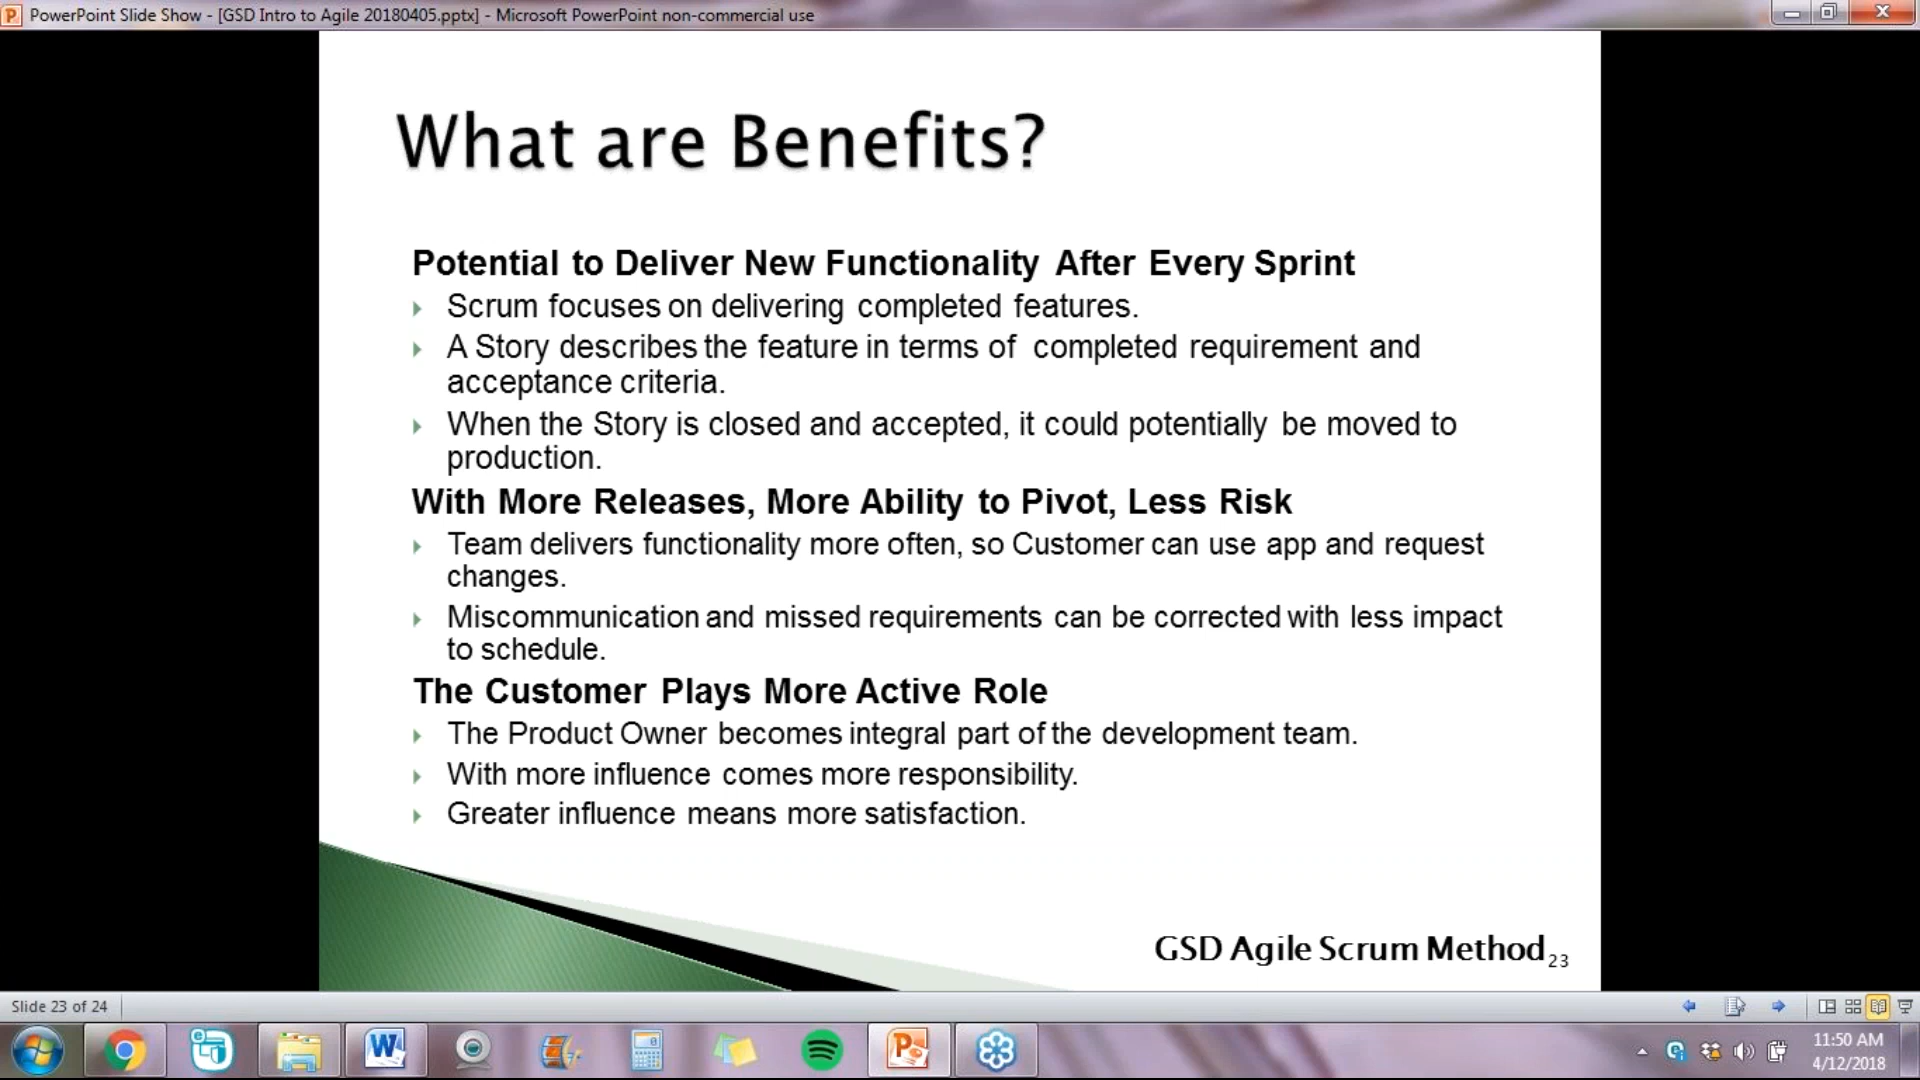 PowerPoint Slide Show - [GSD Intro to Agile 20180405.pptx] - Microsoft PowerPoint non-commercial use
What are Benefits?
Potential to Deliver New Functionality After Every Sprint
Scrum focuses on delivering completed features.
A Story describes the feature in terms of completed requirement and
acceptance criteria.
When the Story is closed and accepted, it could potentially be moved to
production.
With More Releases, More Ability to Pivot, Less Risk
Team delivers functionality more often, so Customer can use app and request
changes.
Miscommunication and missed requirements can be corrected with less impact
to schedule.
The Customer Plays More Active Role
The Product Owner becomes integral part of the development team.
With more influence comes more responsibility.
Greater influence means more satisfaction.
GSD Agile Scrum Method 23
Slide 23 of 24
11:50 AM
4/12/2018